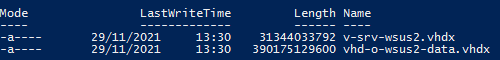 Mode LastWriteTime Length Name
---- ------------- ------ ----
-a---- 29/11/2021 13:30 31344033792 v-srv-wsus2.vhdx
-a---- 29/11/2021 13:30 390175129600 vhd-o-wsus2-data.vhdx